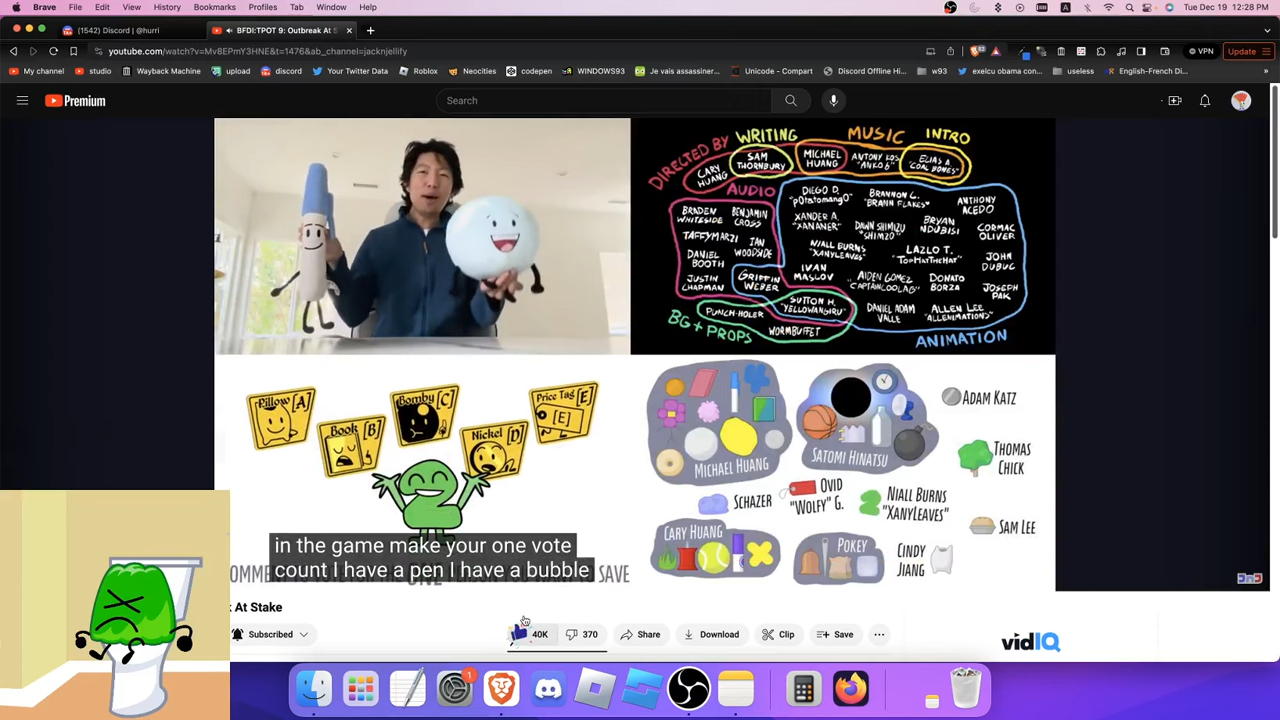 Brave File Edit View History Bookmarks Profiles Tab Window Help
Tue Dec 19 12:28 PM
(1542) Discord | @hurri
BFDI:TPOT 9: Outbreak At S
youtube.com/watch?v=Mv8EPmY3HNE&t=1476&ab_channel=jacknjellify
VPN
Update
My channel studio Wayback Machine upload discord Your Twitter Data Roblox Neocities codepen WINDOWS93 Je vais assassiner... Unicode - Compart Discord Offline Hi... w93 exelcu obama con... useless English-French Di...
Premium
Search
DIRECTED BY
WRITING
MUSIC
INTRO
CARY HUANG
SAM THORNBURY
MICHAEL HUANG
ANTONY KOS "ANKO6"
ELIAS A "COAL BONES"
AUDIO
BRADEN WHITESIDE
BENJAMIN CROSS
TAFFYMARZI
IAN WOODSIDE
DANIEL BOOTH
JUSTIN CHAPMAN
GRIFFIN WEBER
DIEGO D. "p0tatomang0"
BRANNON C. "BRANN FLAKES"
ANTHONY ACEDO
XANDER A. "XANANER"
DAWN SHIMIZU "SHIMZO"
BRYAN NDUBISI
CORMAC OLIVER
NIALL BURNS "XANYLEAVES"
LAZLO T. "TopHatTheHat"
JOHN DUBUC
IVAN MASLOV
AIDEN GOMEZ "CAPTAINCOOLAG"
DONATO BORZA
JOSEPH PAK
SUTTON H. "YELLOWANGIRU"
DANIEL ADAM VALLE
ALLEN LEE "ALLENIMATIONS"
PUNCH-HOLER
WORMBUFFET
BG + PROPS
ANIMATION
Pillow [A]
Book [B]
Bomby [C]
Nickel [D]
Price Tag [E]
[E]
in the game make your one vote
count I have a pen I have a bubble
SAVE
MICHAEL HUANG
SATOMI HINATSU
ADAM KATZ
THOMAS CHICK
SCHAZER
OVID "WOLFY" G.
NIALL BURNS "XANYLEAVES"
SAM LEE
CARY HUANG
POKEY
CINDY JIANG
k At Stake
Subscribed
40K
370
Share
Download
Clip
Save
vidIQ
1